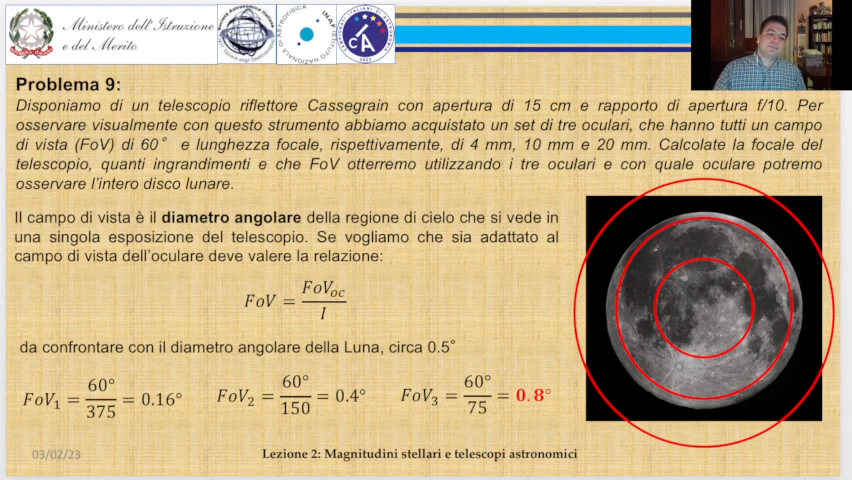 Ministero dell'Istruzione
e del Merito
Problema 9:
Disponiamo di un telescopio riflettore Cassegrain con apertura di 15 cm e rapporto di apertura f/10. Per
osservare visualmente con questo strumento abbiamo acquistato un set di tre oculari, che hanno tutti un campo
di vista (FoV) di 60° e lunghezza focale, rispettivamente, di 4 mm, 10 mm e 20 mm. Calcolate la focale del
telescopio, quanti ingrandimenti e che FoV otterremo utilizzando i tre oculari e con quale oculare potremo
osservare l'intero disco lunare.
Il campo di vista è il diametro angolare della regione di cielo che si vede in
una singola esposizione del telescopio. Se vogliamo che sia adattato al
campo di vista dell'oculare deve valere la relazione:
FoV = FoV_oc / I
da confrontare con il diametro angolare della Luna, circa 0.5°
FoV₁ = 60° / 375 = 0.16° FoV₂ = 60° / 150 = 0.4° FoV₃ = 60° / 75 = 0.8°
03/02/23 Lezione 2: Magnitudini stellari e telescopi astronomici